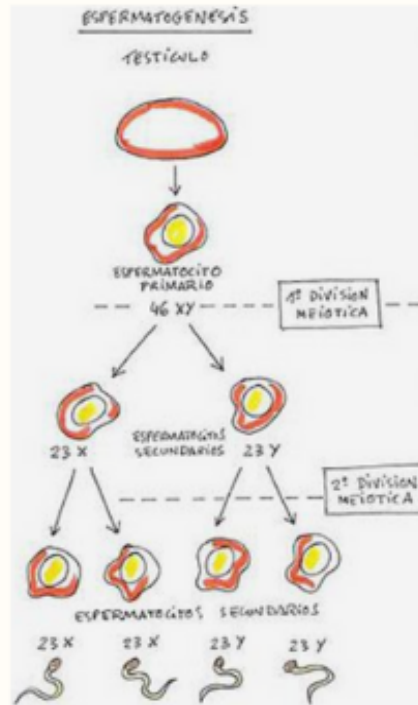 ESPERMATOGENESIS
TESTÍCULO
ESPERMATOCITO
PRIMARIO
46 XY
1ª DIVISION
MEIOTICA
ESPERMATOCITOS
SECUNDARIOS
23 X
23 Y
2ª DIVISION
MEIOTICA
ESPERMATOCITOS SECUNDARIOS
23 X
23 X
23 Y
23 Y